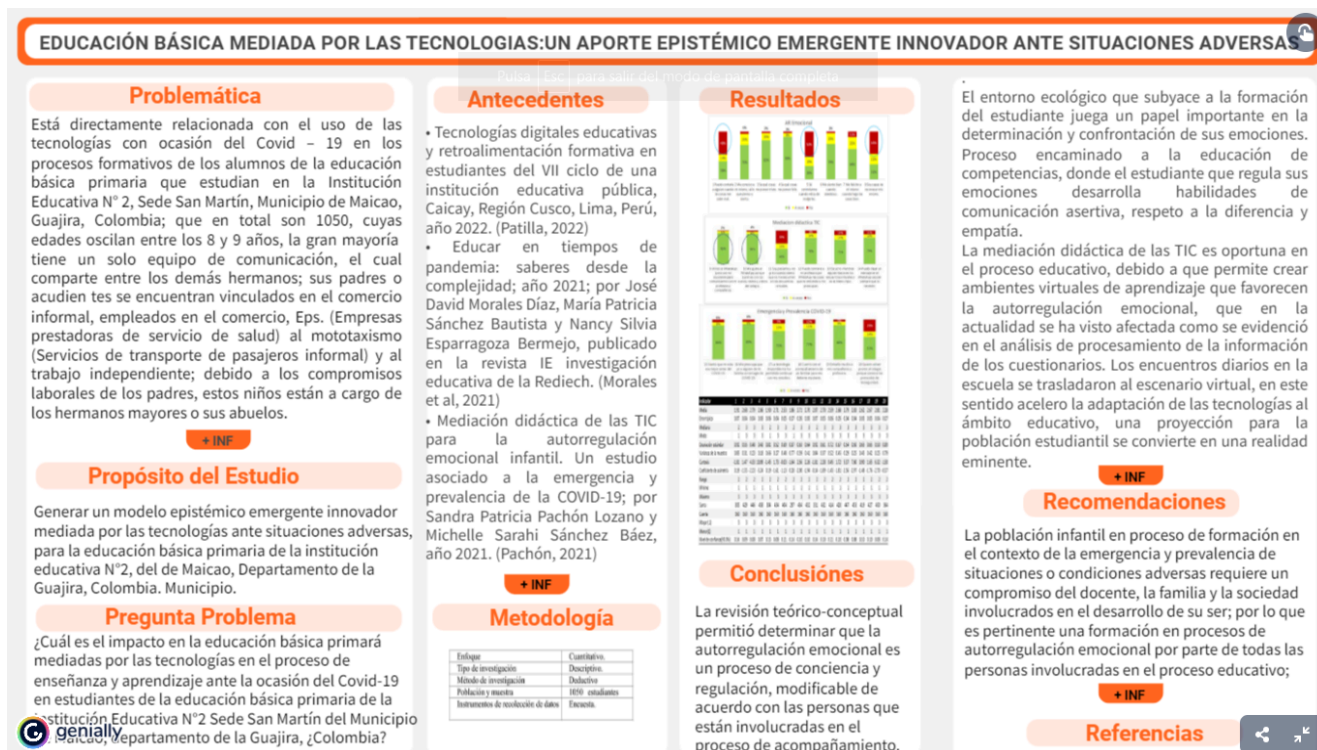 EDUCACIÓN BÁSICA MEDIADA POR LAS TECNOLOGIAS:UN APORTE EPISTÉMICO EMERGENTE INNOVADOR ANTE SITUACIONES ADVERSAS
Pulsa Esc para salir del modo de pantalla completa
Problemática
Está directamente relacionada con el uso de las
tecnologías con ocasión del Covid – 19 en los
procesos formativos de los alumnos de la educación
básica primaria que estudian en la Institución
Educativa N° 2, Sede San Martín, Municipio de Maicao,
Guajira, Colombia; que en total son 1050, cuyas
edades oscilan entre los 8 y 9 años, la gran mayoría
tiene un solo equipo de comunicación, el cual
comparte entre los demás hermanos; sus padres o
acudien tes se encuentran vinculados en el comercio
informal, empleados en el comercio, Eps. (Empresas
prestadoras de servicio de salud) al mototaxismo
(Servicios de transporte de pasajeros informal) y al
trabajo independiente; debido a los compromisos
laborales de los padres, estos niños están a cargo de
los hermanos mayores o sus abuelos.
+ INF
Propósito del Estudio
Generar un modelo epistémico emergente innovador
mediada por las tecnologías ante situaciones adversas,
para la educación básica primaria de la institución
educativa N°2, del de Maicao, Departamento de la
Guajira, Colombia. Municipio.
Pregunta Problema
¿Cuál es el impacto en la educación básica primará
mediadas por las tecnologías en el proceso de
enseñanza y aprendizaje ante la ocasión del Covid-19
en estudiantes de la educación básica primaria de la
Institución Educativa N°2 Sede San Martín del Municipio
de Maicao, departamento de la Guajira, ¿Colombia?
genially
Antecedentes
• Tecnologías digitales educativas
y retroalimentación formativa en
estudiantes del VII ciclo de una
institución educativa pública,
Caicay, Región Cusco, Lima, Perú,
año 2022. (Patilla, 2022)
• Educar en tiempos de
pandemia: saberes desde la
complejidad; año 2021; por José
David Morales Díaz, María Patricia
Sánchez Bautista y Nancy Silvia
Esparragoza Bermejo, publicado
en la revista IE investigación
educativa de la Rediech. (Morales
et al, 2021)
• Mediación didáctica de las TIC
para la autorregulación
emocional infantil. Un estudio
asociado a la emergencia y
prevalencia de la COVID-19; por
Sandra Patricia Pachón Lozano y
Michelle Sarahi Sánchez Báez,
año 2021. (Pachón, 2021)
+ INF
Metodología
Enfoque Cuantitativo.
Tipo de investigación Descriptivo.
Método de investigación Deductivo
Población y muestra 1050 estudiantes
Instrumentos de recolección de datos Encuesta.
Resultados
AR Emocional
Mediación didáctica TIC
Emergencia y Prevalencia COVID-19
Conclusiónes
La revisión teórico-conceptual
permitió determinar que la
autorregulación emocional es
un proceso de conciencia y
regulación, modificable de
acuerdo con las personas que
están involucradas en el
proceso de acompañamiento.
El entorno ecológico que subyace a la formación
del estudiante juega un papel importante en la
determinación y confrontación de sus emociones.
Proceso encaminado a la educación de
competencias, donde el estudiante que regula sus
emociones desarrolla habilidades de
comunicación asertiva, respeto a la diferencia y
empatía.
La mediación didáctica de las TIC es oportuna en
el proceso educativo, debido a que permite crear
ambientes virtuales de aprendizaje que favorecen
la autorregulación emocional, que en la
actualidad se ha visto afectada como se evidenció
en el análisis de procesamiento de la información
de los cuestionarios. Los encuentros diarios en la
escuela se trasladaron al escenario virtual, en este
sentido acelero la adaptación de las tecnologías al
ámbito educativo, una proyección para la
población estudiantil se convierte en una realidad
eminente.
+ INF
Recomendaciones
La población infantil en proceso de formación en
el contexto de la emergencia y prevalencia de
situaciones o condiciones adversas requiere un
compromiso del docente, la familia y la sociedad
involucrados en el desarrollo de su ser; por lo que
es pertinente una formación en procesos de
autorregulación emocional por parte de todas las
personas involucradas en el proceso educativo;
+ INF
Referencias